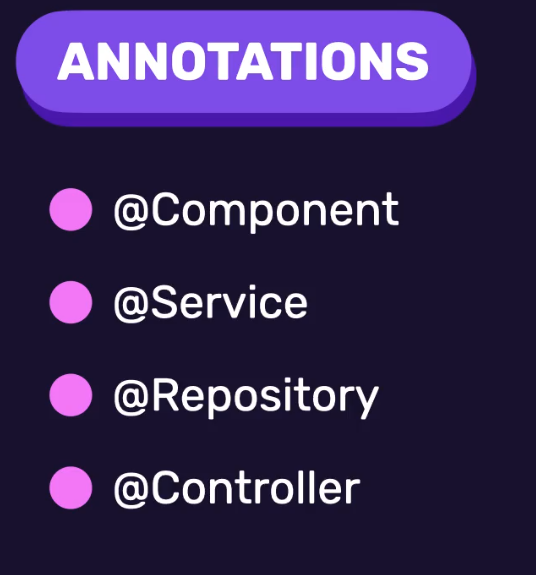 ANNOTATIONS
@Component
@Service
@Repository
@Controller